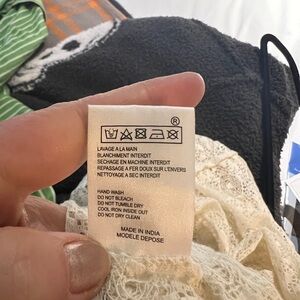 ®
LAVAGE A LA MAIN
BLANCHIMENT INTERDIT
SECHAGE EN MACHINE INTERDIT
REPASSAGE A FER DOUX SUR L'ENVERS
NETTOYAGE A SEC INTERDIT
HAND WASH
DO NOT BLEACH
DO NOT TUMBLE DRY
COOL IRON INSIDE OUT
DO NOT DRY CLEAN
MADE IN INDIA
MODELE DEPOSE